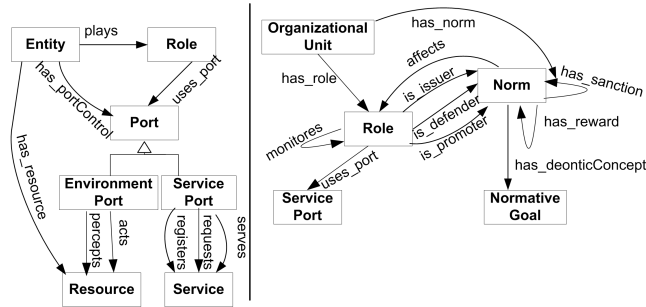 Entity
plays
Role
has_portControl
uses_port
Port
has_resource
Environment
Port
Service
Port
percepts
acts
registers
requests
serves
Resource
Service
Organizational
Unit
has_norm
has_role
affects
is_issuer
Norm
has_sanction
Role
is_defender
is_promoter
has_reward
monitores
uses_port
has_deonticConcept
Service
Port
Normative
Goal